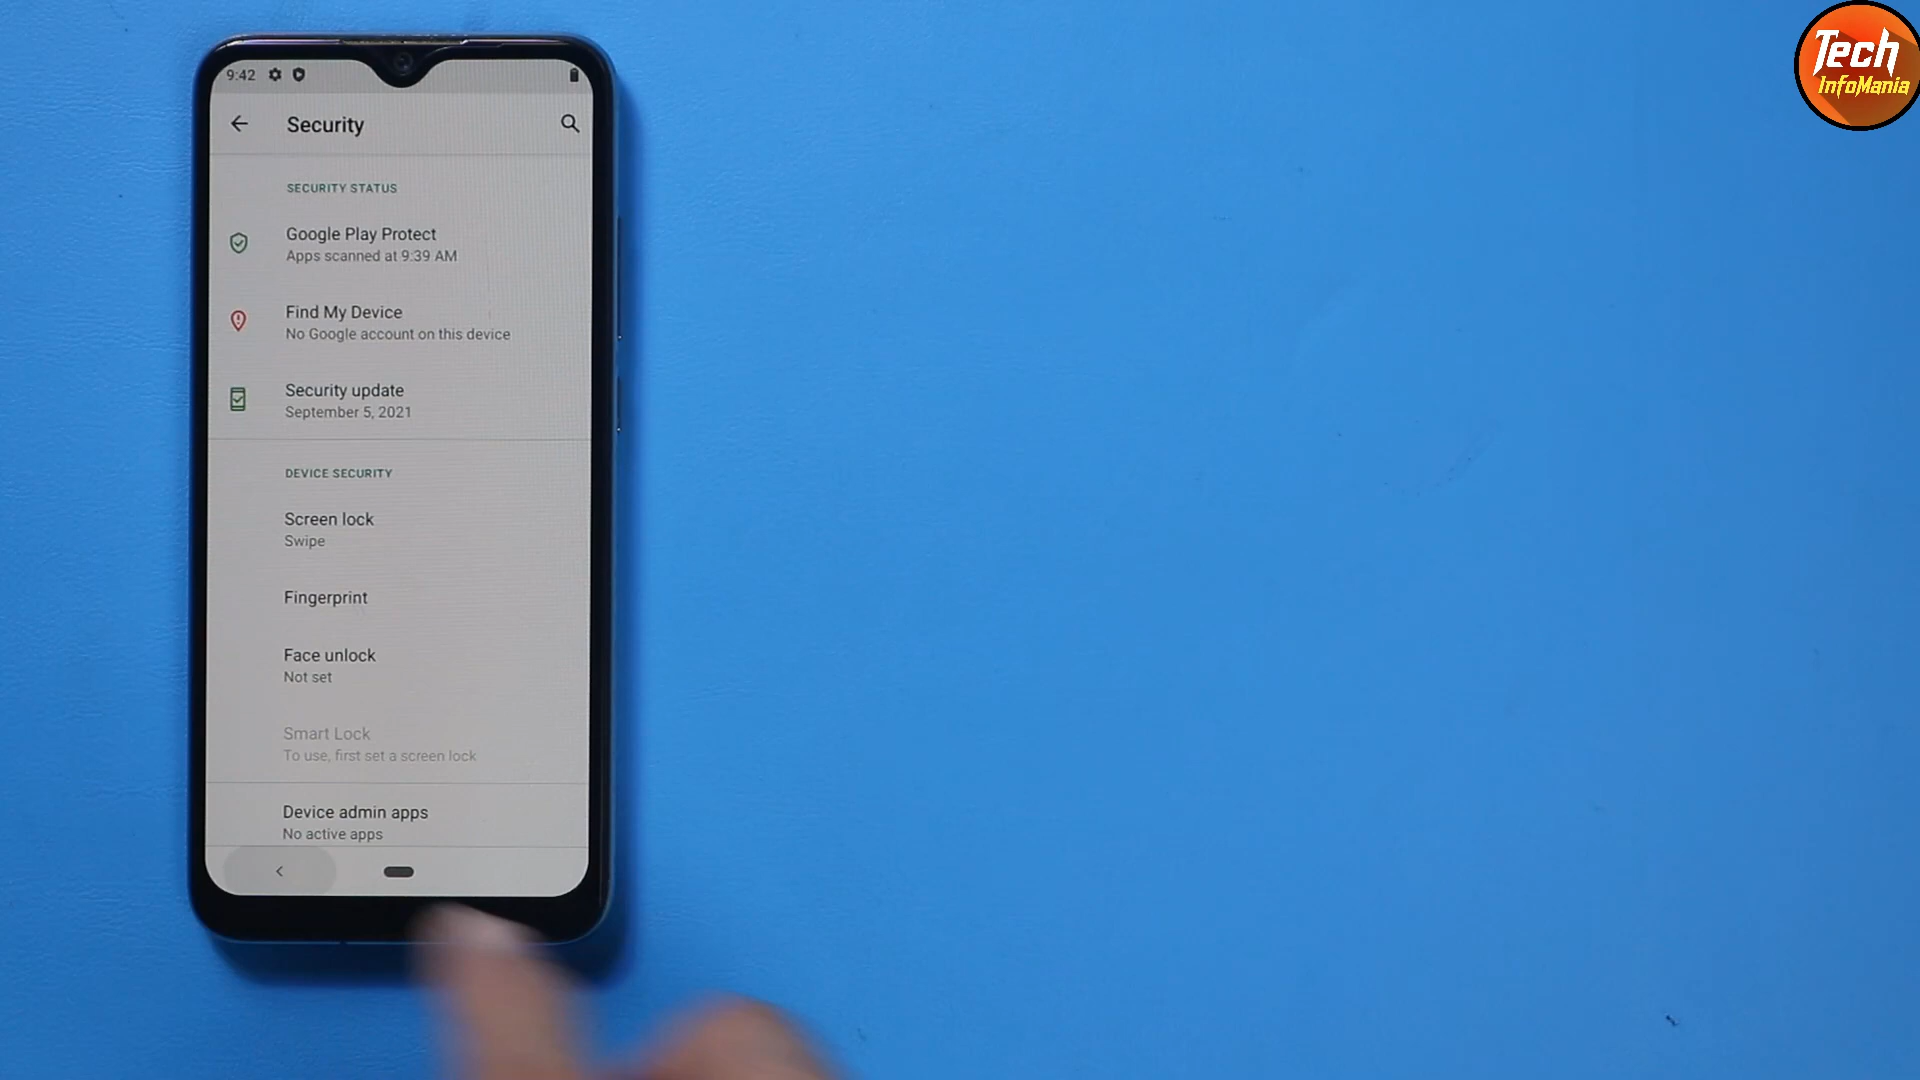 9:42
Security
SECURITY STATUS
Google Play Protect
Apps scanned at 9:39 AM
Find My Device
No Google account on this device
Security update
September 5, 2021
DEVICE SECURITY
Screen lock
Swipe
Fingerprint
Face unlock
Not set
Smart Lock
To use, first set a screen lock
Device admin apps
No active apps
Tech
InfoMania